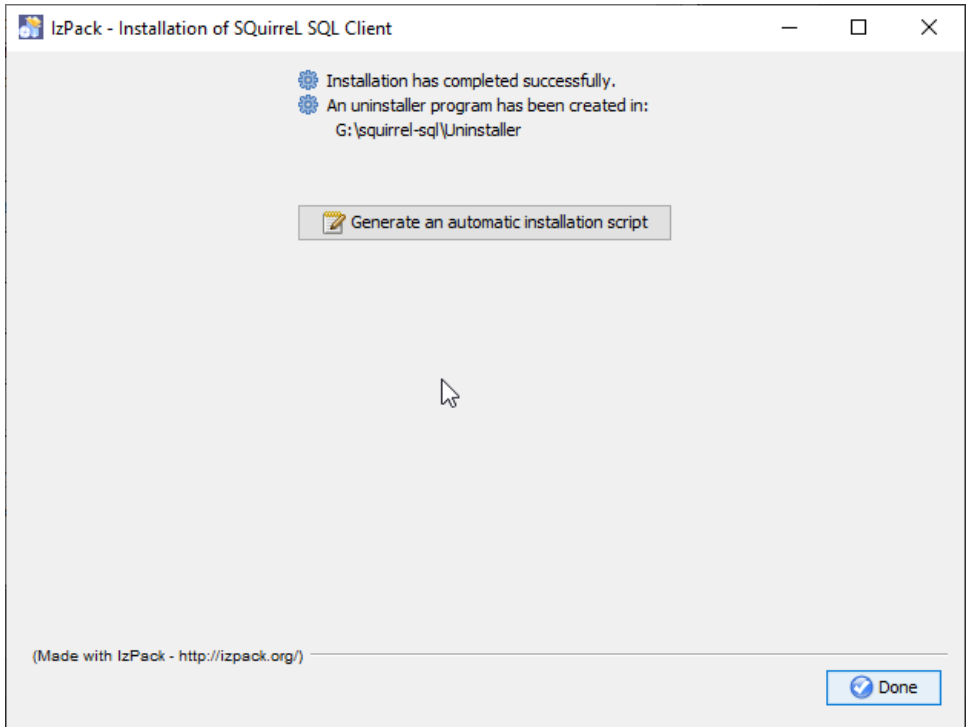 IzPack - Installation of SQuirreL SQL Client
Installation has completed successfully.
An uninstaller program has been created in:
G:\squirrel-sql\Uninstaller
Generate an automatic installation script
(Made with IzPack - http://izpack.org/)
Done